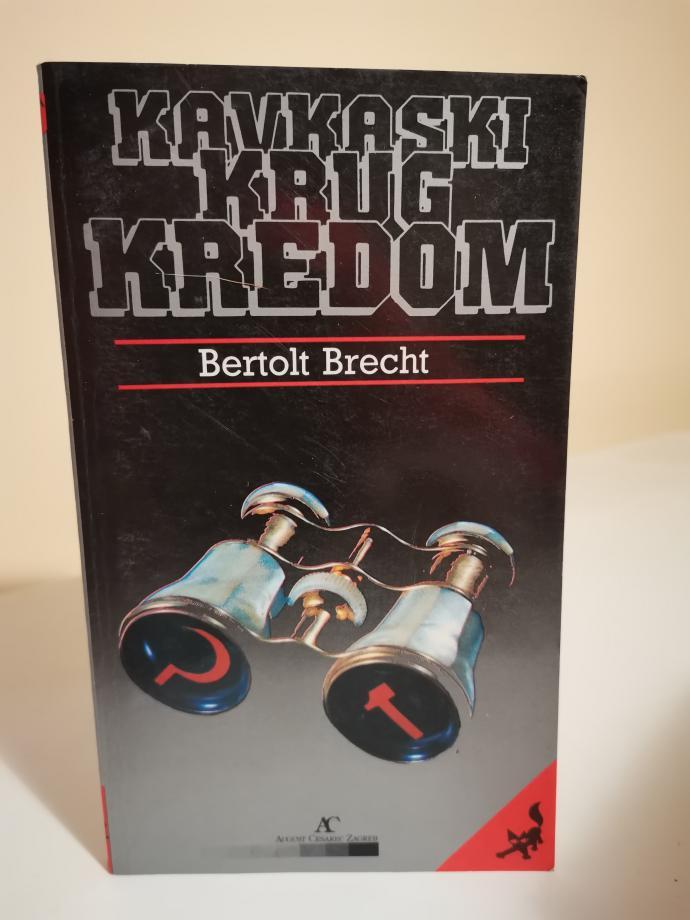 KAVKASKI
KRUG
KREDOM
Bertolt Brecht
AC
AUGUST CESAREC ZAGREB